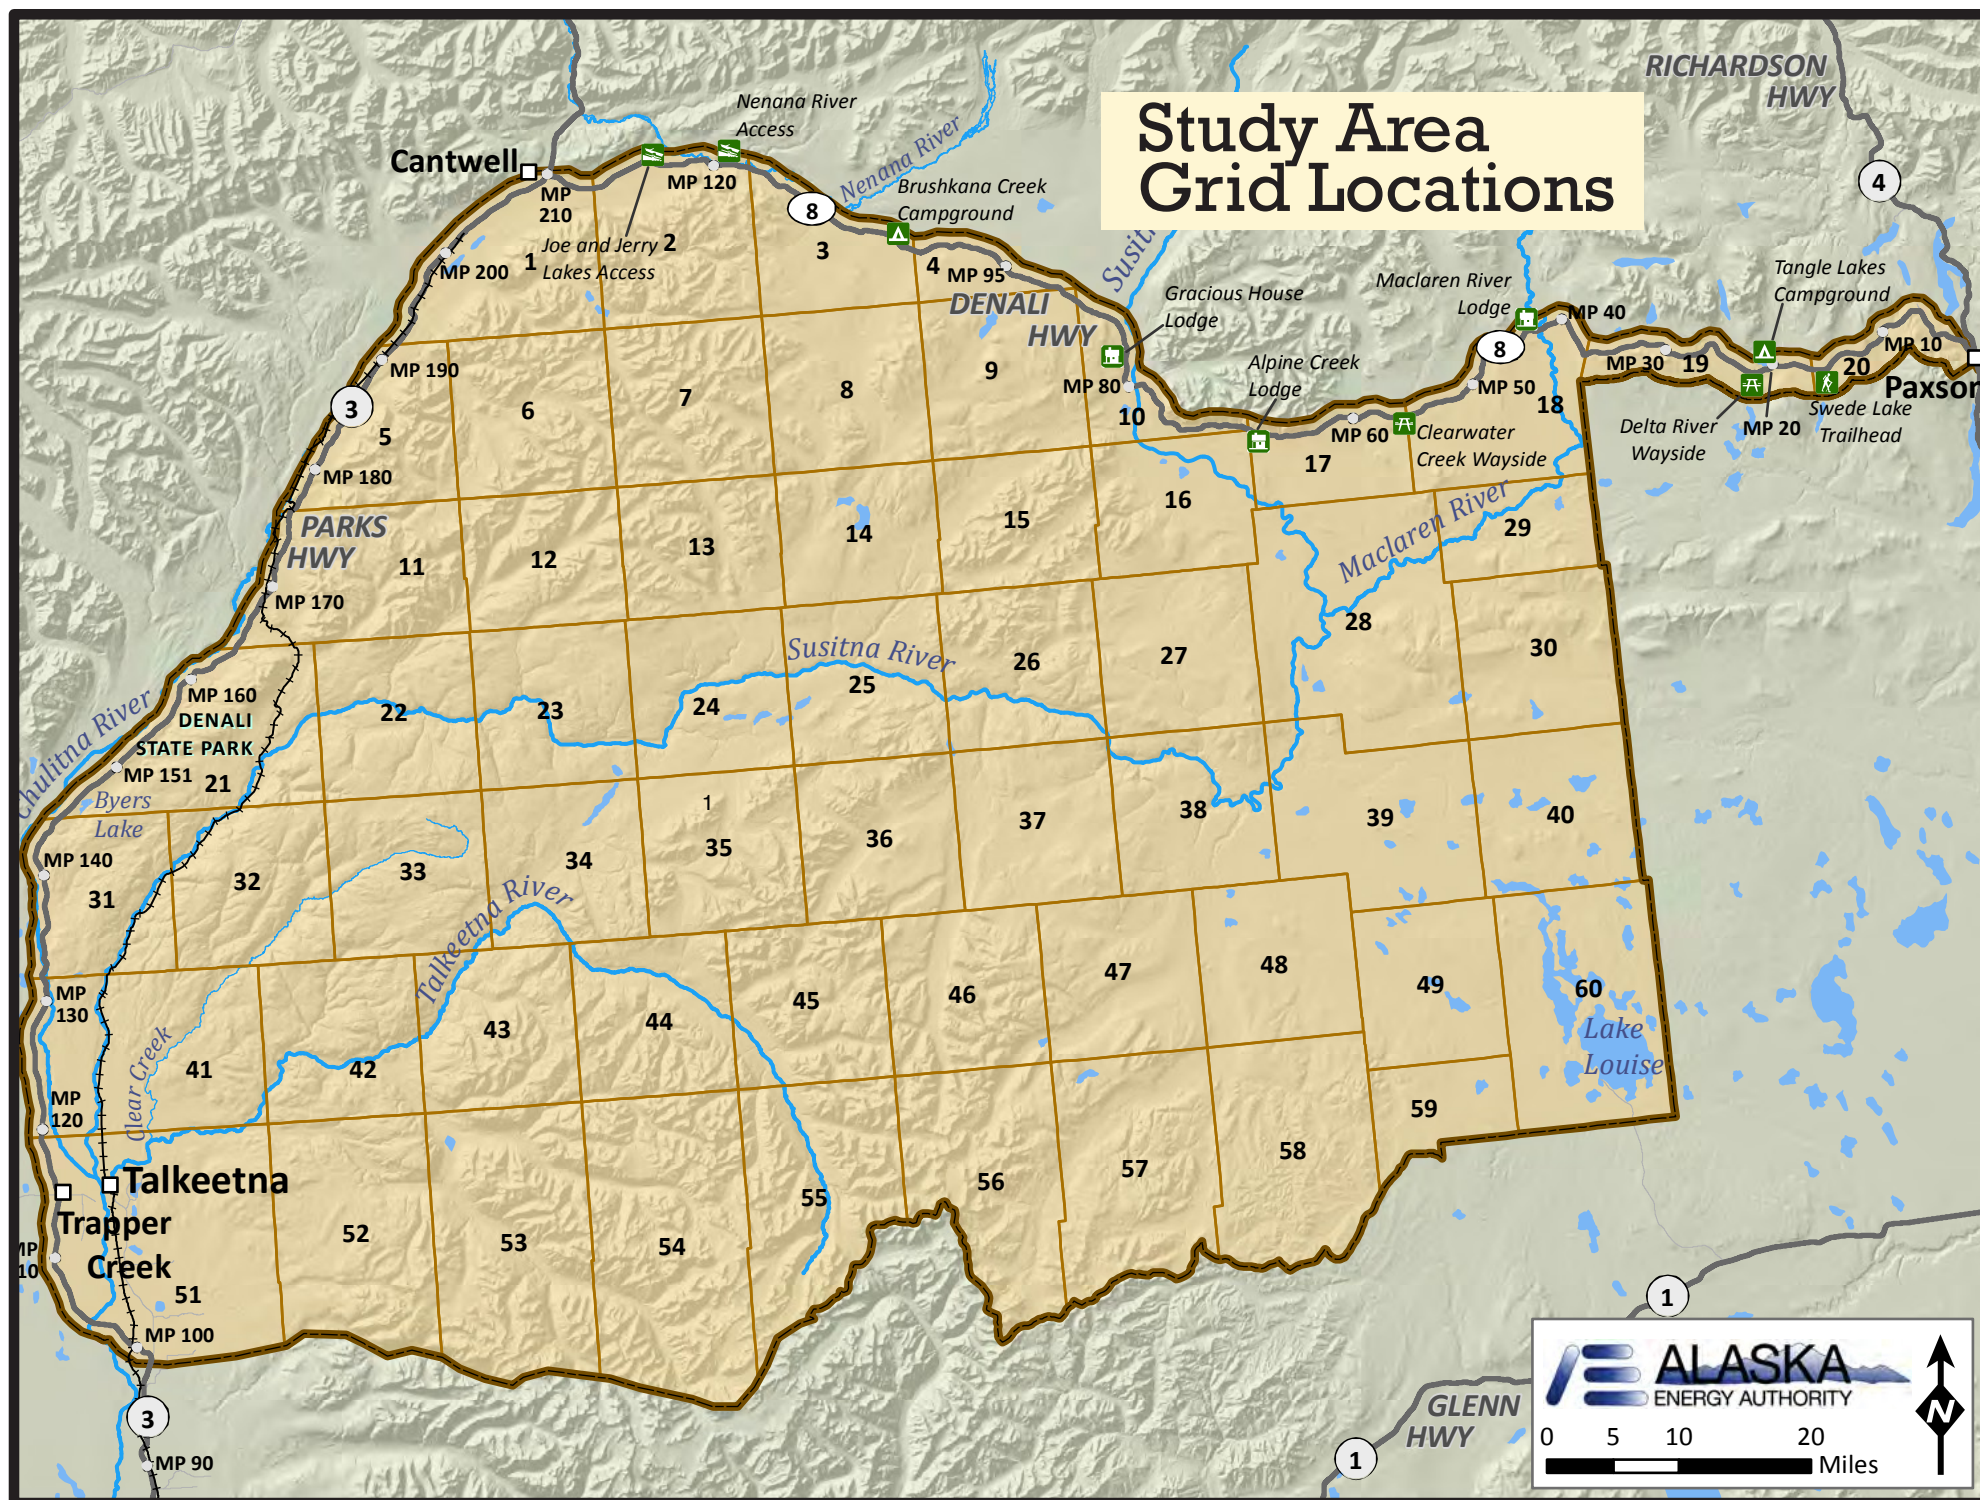 Study Area
Grid Locations
RICHARDSON
HWY
4
Nenana River
Access
Cantwell
MP 120
MP
210
Nenana River
Brushkana Creek
Campground
8
Joe and Jerry
Lakes Access
MP 200
1
2
3
4
MP 95
DENALI
HWY
Gracious House
Lodge
Maclaren River
Lodge
Tangle Lakes
Campground
MP 40
8
MP 30
19
20
MP 10
Paxson
MP 190
3
5
6
7
8
9
MP 80
10
Alpine Creek
Lodge
MP 50
18
MP 60
Clearwater
Creek Wayside
17
Delta River
Wayside
MP 20
Swede Lake
Trailhead
MP 180
PARKS
HWY
11
12
13
14
15
16
Maclaren River
29
MP 170
28
30
Susitna River
22
23
24
25
26
27
MP 160
DENALI
STATE PARK
Chulitna River
MP 151
21
Byers
Lake
MP 140
31
32
33
34
1
35
36
37
38
39
40
Talkeetna River
MP
130
Clear Creek
41
42
43
44
45
46
47
48
49
60
Lake
Louise
MP
120
Talkeetna
Trapper
Creek
51
52
53
54
55
56
57
58
59
MP 100
3
MP 90
1
GLENN
HWY
1
ALASKA
ENERGY AUTHORITY
0 5 10 20
Miles
N